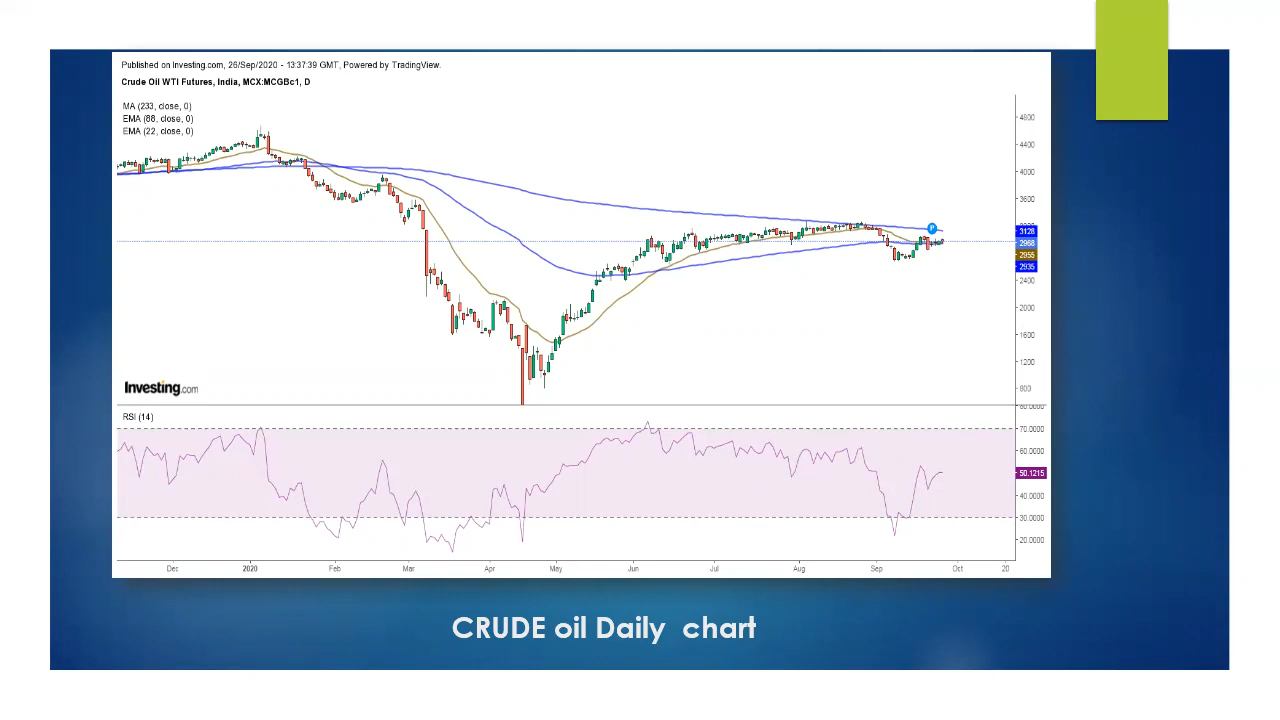 Published on Investing.com, 26/Sep/2020 - 13:37:39 GMT, Powered by TradingView.
Crude Oil WTI Futures, India, MCX:MCGBc1, D
MA (233, close, 0)
EMA (88, close, 0)
EMA (22, close, 0)
4800
4400
4000
3600
P
3128
2968
2955
2935
2400
2000
1600
1200
800
Investing.com
RSI (14)
70.0000
60.0000
50.1215
40.0000
30.0000
20.0000
Dec 2020 Feb Mar Apr May Jun Jul Aug Sep Oct 20
CRUDE oil Daily chart